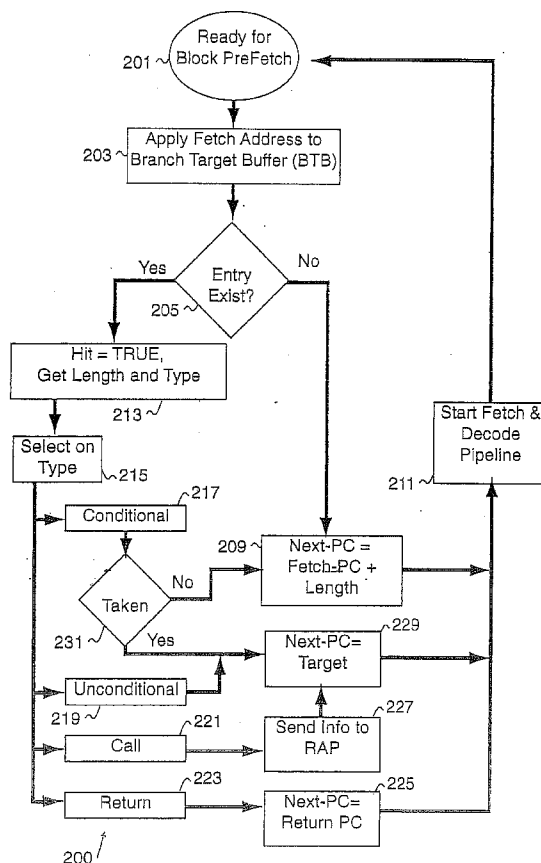 Ready for
Block PreFetch
201
Apply Fetch Address to
Branch Target Buffer (BTB)
203
Yes
No
Entry
Exist?
205
Hit = TRUE,
Get Length and Type
213
Start Fetch &
Decode
Pipeline
211
Select on
Type
215
217
Conditional
209
Next-PC =
Fetch-PC +
Length
No
Taken
231
Yes
229
Next-PC=
Target
Unconditional
219
227
Send Info to
RAP
221
Call
223
Return
225
Next-PC=
Return PC
200